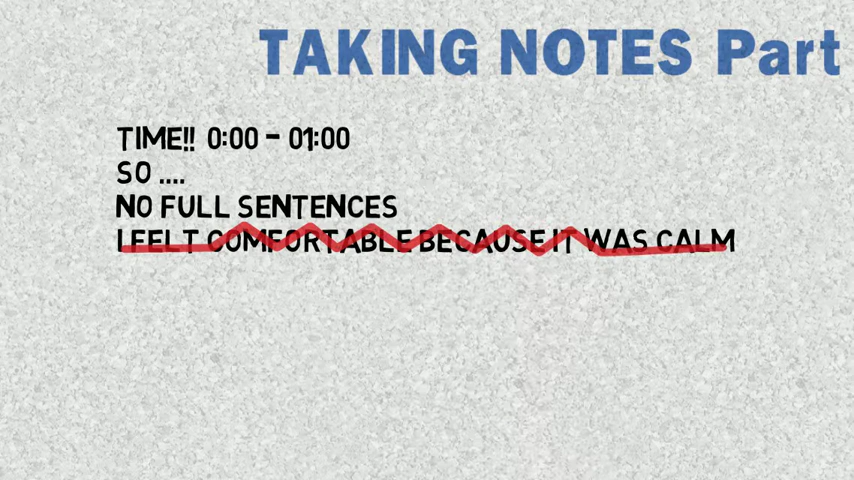 TAKING NOTES Part
TIME!! 0:00 - 01:00
SO ....
NO FULL SENTENCES
I FELT COMFORTABLE BECAUSE IT WAS CALM